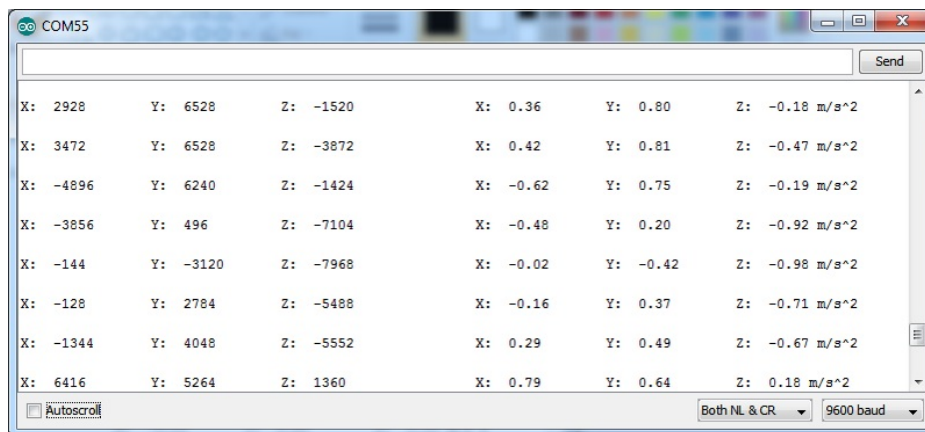 COM55
Send
X: 2928 Y: 6528 Z: -1520 X: 0.36 Y: 0.80 Z: -0.18 m/s^2
X: 3472 Y: 6528 Z: -3872 X: 0.42 Y: 0.81 Z: -0.47 m/s^2
X: -4896 Y: 6240 Z: -1424 X: -0.62 Y: 0.75 Z: -0.19 m/s^2
X: -3856 Y: 496 Z: -7104 X: -0.48 Y: 0.20 Z: -0.92 m/s^2
X: -144 Y: -3120 Z: -7968 X: -0.02 Y: -0.42 Z: -0.98 m/s^2
X: -128 Y: 2784 Z: -5488 X: -0.16 Y: 0.37 Z: -0.71 m/s^2
X: -1344 Y: 4048 Z: -5552 X: 0.29 Y: 0.49 Z: -0.67 m/s^2
X: 6416 Y: 5264 Z: 1360 X: 0.79 Y: 0.64 Z: 0.18 m/s^2
Autoscroll Both NL & CR 9600 baud